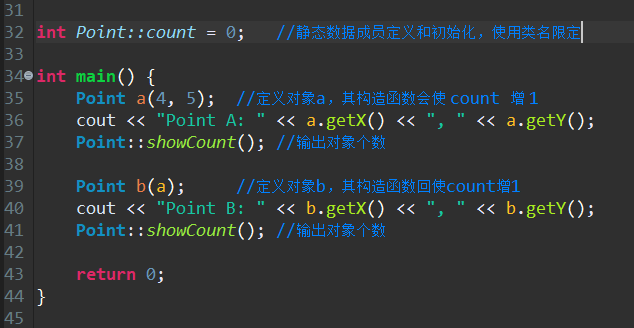 31
32 int Point::count = 0;   //静态数据成员定义和初始化，使用类名限定
33
34 int main() {
35     Point a(4, 5);  //定义对象a，其构造函数会使 count 增 1
36     cout << "Point A: " << a.getX() << ", " << a.getY();
37     Point::showCount(); //输出对象个数
38
39     Point b(a);     //定义对象b，其构造函数回使count增1
40     cout << "Point B: " << b.getX() << ", " << b.getY();
41     Point::showCount(); //输出对象个数
42
43     return 0;
44 }
45